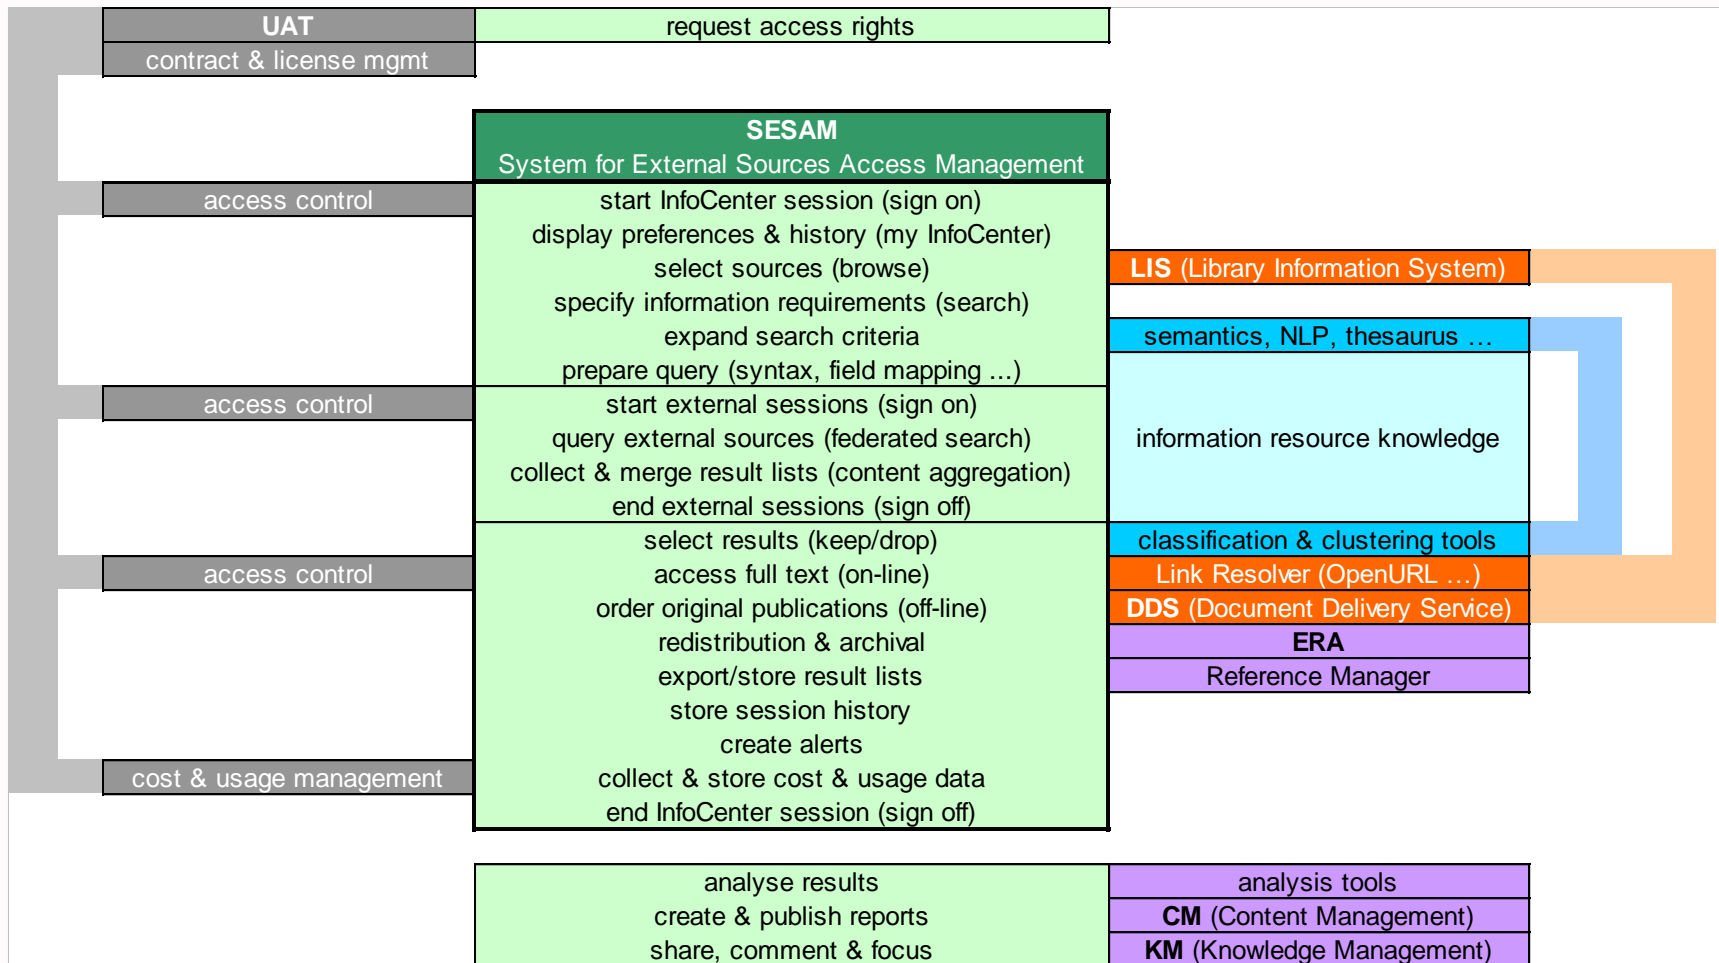 UAT
request access rights
contract & license mgmt
SESAM
System for External Sources Access Management
access control
start InfoCenter session (sign on)
display preferences & history (my InfoCenter)
select sources (browse)
LIS (Library Information System)
specify information requirements (search)
expand search criteria
semantics, NLP, thesaurus …
prepare query (syntax, field mapping …)
access control
start external sessions (sign on)
query external sources (federated search)
information resource knowledge
collect & merge result lists (content aggregation)
end external sessions (sign off)
select results (keep/drop)
classification & clustering tools
access control
access full text (on-line)
Link Resolver (OpenURL …)
order original publications (off-line)
DDS (Document Delivery Service)
redistribution & archival
ERA
export/store result lists
Reference Manager
store session history
create alerts
cost & usage management
collect & store cost & usage data
end InfoCenter session (sign off)
analyse results
analysis tools
create & publish reports
CM (Content Management)
share, comment & focus
KM (Knowledge Management)